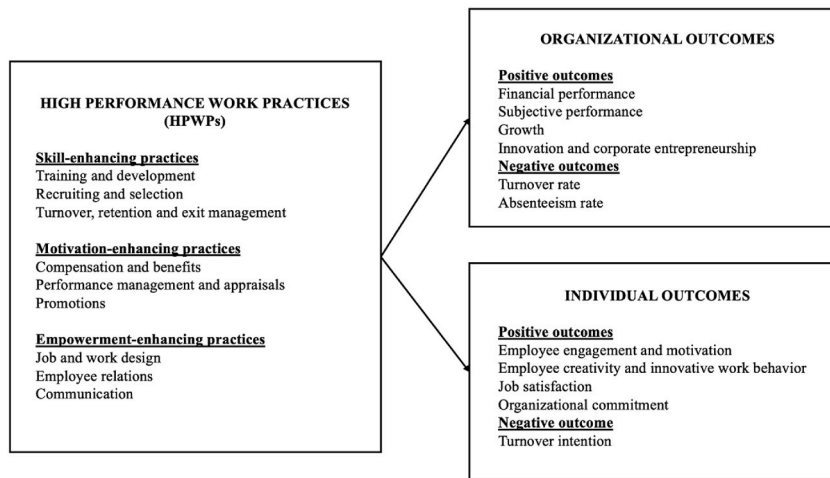 HIGH PERFORMANCE WORK PRACTICES
(HPWPs)
Skill-enhancing practices
Training and development
Recruiting and selection
Turnover, retention and exit management
Motivation-enhancing practices
Compensation and benefits
Performance management and appraisals
Promotions
Empowerment-enhancing practices
Job and work design
Employee relations
Communication
ORGANIZATIONAL OUTCOMES
Positive outcomes
Financial performance
Subjective performance
Growth
Innovation and corporate entrepreneurship
Negative outcomes
Turnover rate
Absenteeism rate
INDIVIDUAL OUTCOMES
Positive outcomes
Employee engagement and motivation
Employee creativity and innovative work behavior
Job satisfaction
Organizational commitment
Negative outcome
Turnover intention